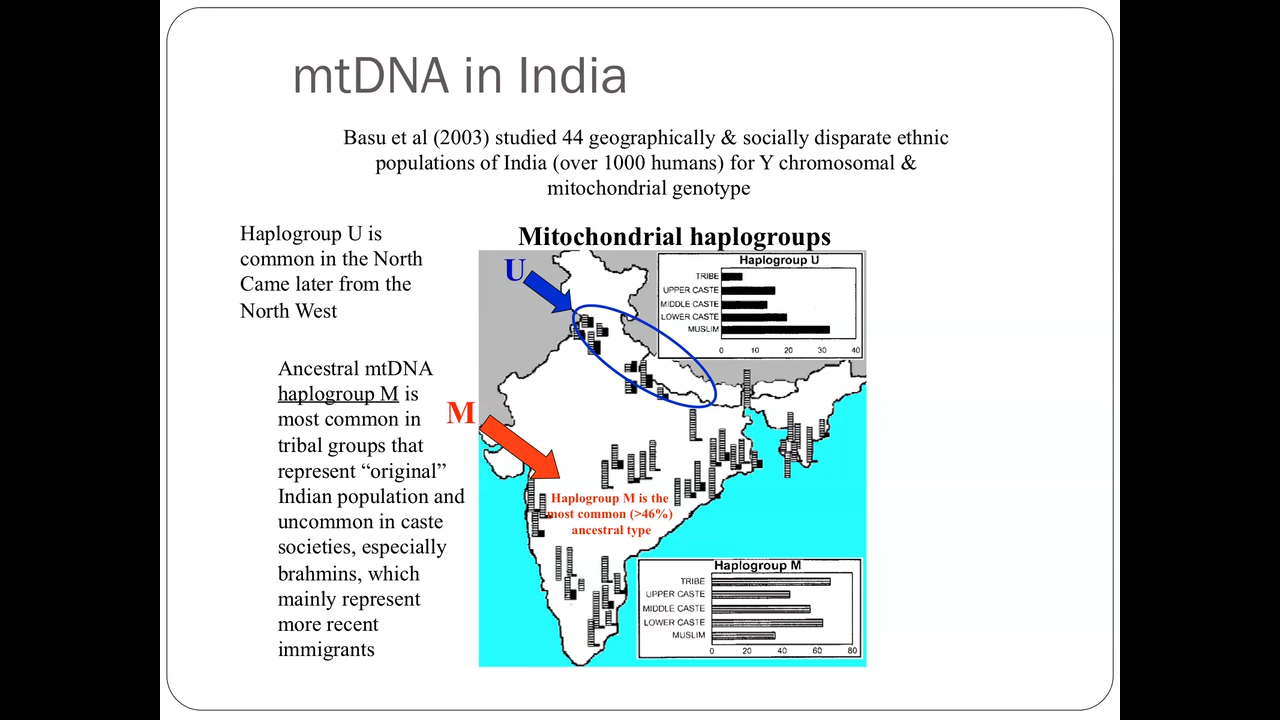 mtDNA in India
Basu et al (2003) studied 44 geographically & socially disparate ethnic
populations of India (over 1000 humans) for Y chromosomal &
mitochondrial genotype
Haplogroup U is
common in the North
Came later from the
North West
Ancestral mtDNA
haplogroup M is
most common in
tribal groups that
represent “original”
Indian population and
uncommon in caste
societies, especially
brahmins, which
mainly represent
more recent
immigrants
Mitochondrial haplogroups
U
Haplogroup U
TRIBE
UPPER CASTE
MIDDLE CASTE
LOWER CASTE
MUSLIM
0 10 20 30 40
M
Haplogroup M is the
most common (>46%)
ancestral type
Haplogroup M
TRIBE
UPPER CASTE
MIDDLE CASTE
LOWER CASTE
MUSLIM
0 20 40 60 80